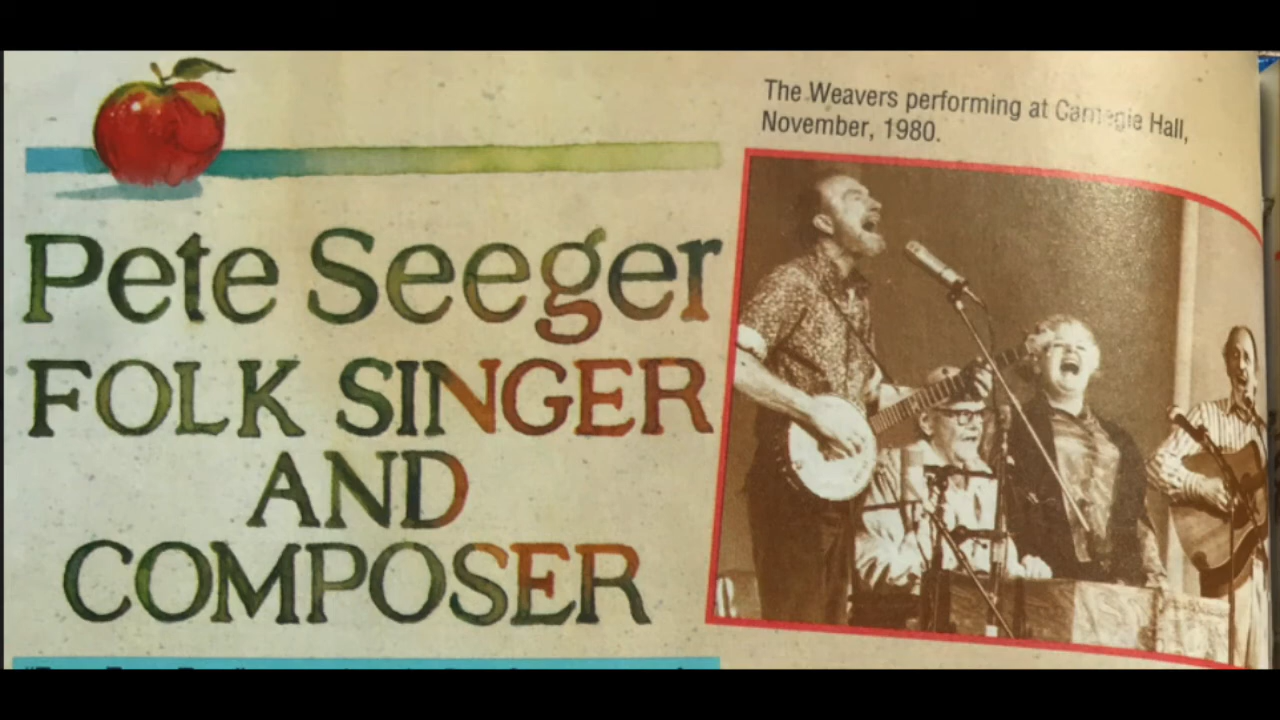 The Weavers performing at Carnegie Hall,
November, 1980.
Pete Seeger
FOLK SINGER
AND
COMPOSER